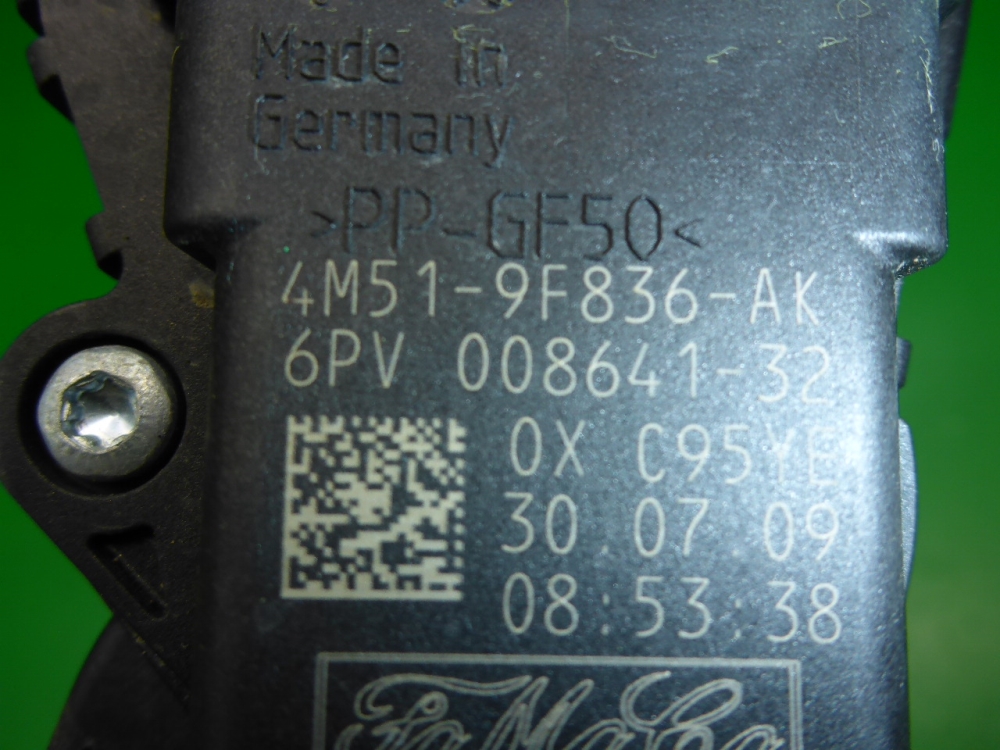 Made in
Germany
>PP-GF50<
4M51-9F836-AK
6PV 008641-32
0X C95YE
30.07.09
08:53:38
FoMoCo